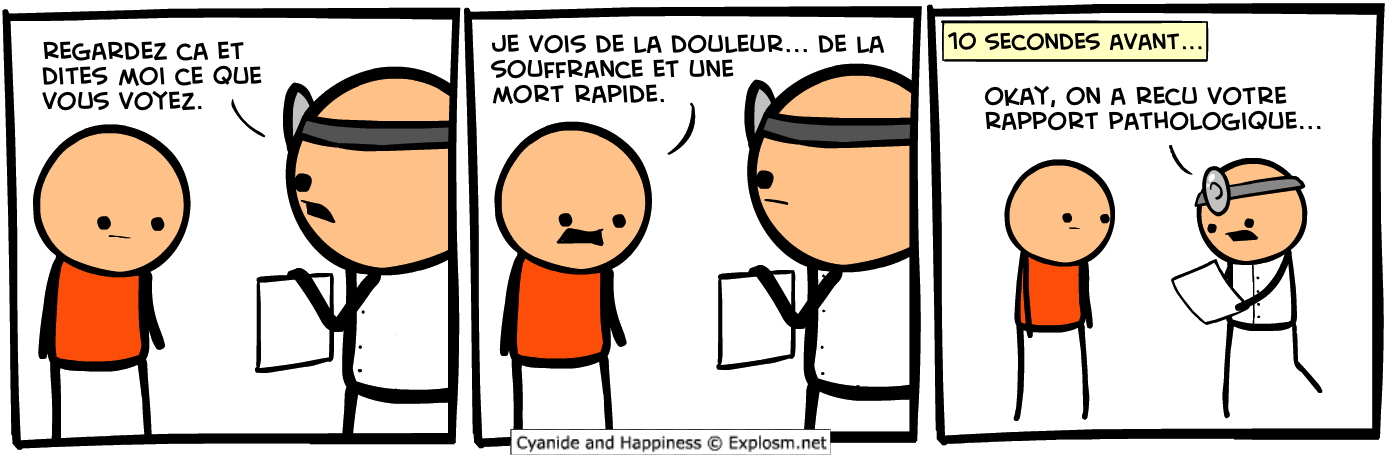 REGARDEZ CA ET
DITES MOI CE QUE
VOUS VOYEZ.
JE VOIS DE LA DOULEUR... DE LA
SOUFFRANCE ET UNE
MORT RAPIDE.
10 SECONDES AVANT...
OKAY, ON A RECU VOTRE
RAPPORT PATHOLOGIQUE...
Cyanide and Happiness © Explosm.net